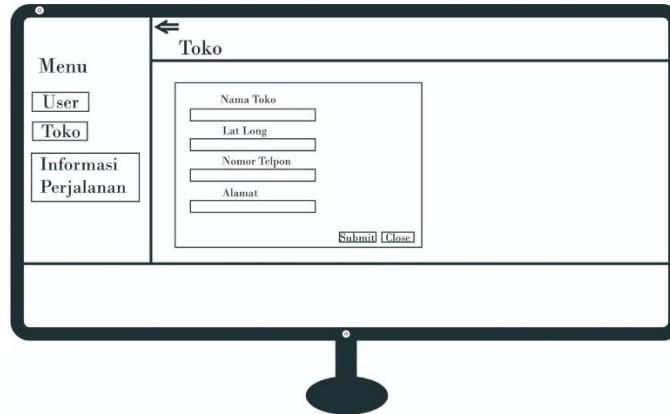 Toko
Menu
User
Toko
Informasi
Perjalanan
Nama Toko
Lat Long
Nomor Telpon
Alamat
Submit Close